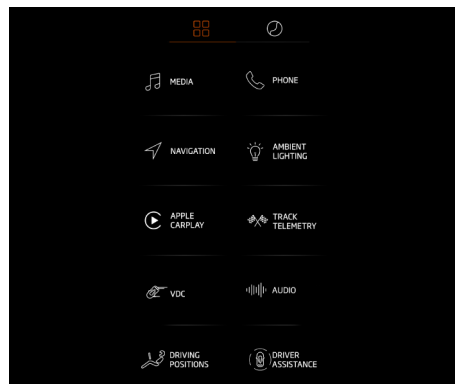 MEDIA
PHONE
NAVIGATION
AMBIENT
LIGHTING
APPLE
CARPLAY
TRACK
TELEMETRY
VDC
AUDIO
DRIVING
POSITIONS
DRIVER
ASSISTANCE